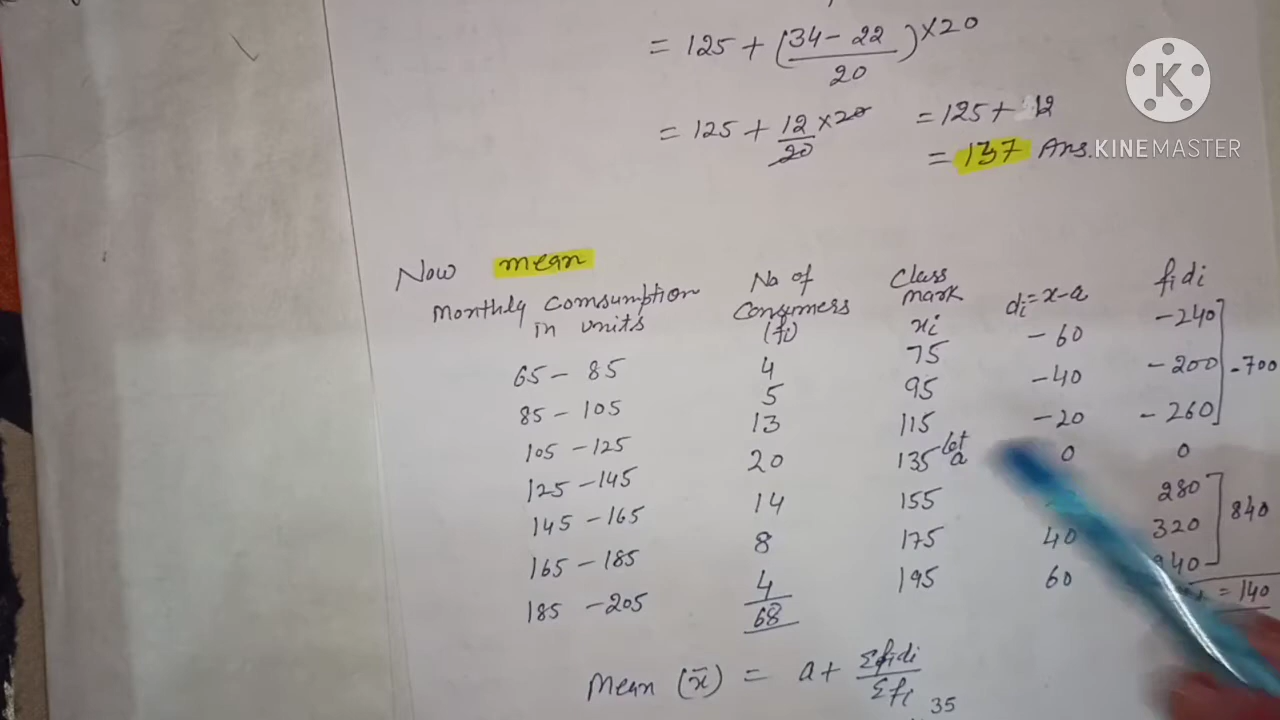 = 125 + (34 - 22 / 20) × 20
= 125 + 12/20 × 20 = 125 + 12
= 137 Ans.
K
KINEMASTER
Now mean
monthly comsumption in units | No of Consumers (fi) | Class mark xi | di = x-a | fidi
65 - 85 | 4 | 75 | -60 | -240
85 - 105 | 5 | 95 | -40 | -200 | -700
105 - 125 | 13 | 115 | -20 | -260
125 - 145 | 20 | 135 let a | 0 | 0
145 - 165 | 14 | 155 | 280
165 - 185 | 8 | 175 | 40 | 320 | 840
185 - 205 | 4 | 195 | 60 | 240
68 | = 140
Mean (x̄) = a + Σfidi / Σfi
35